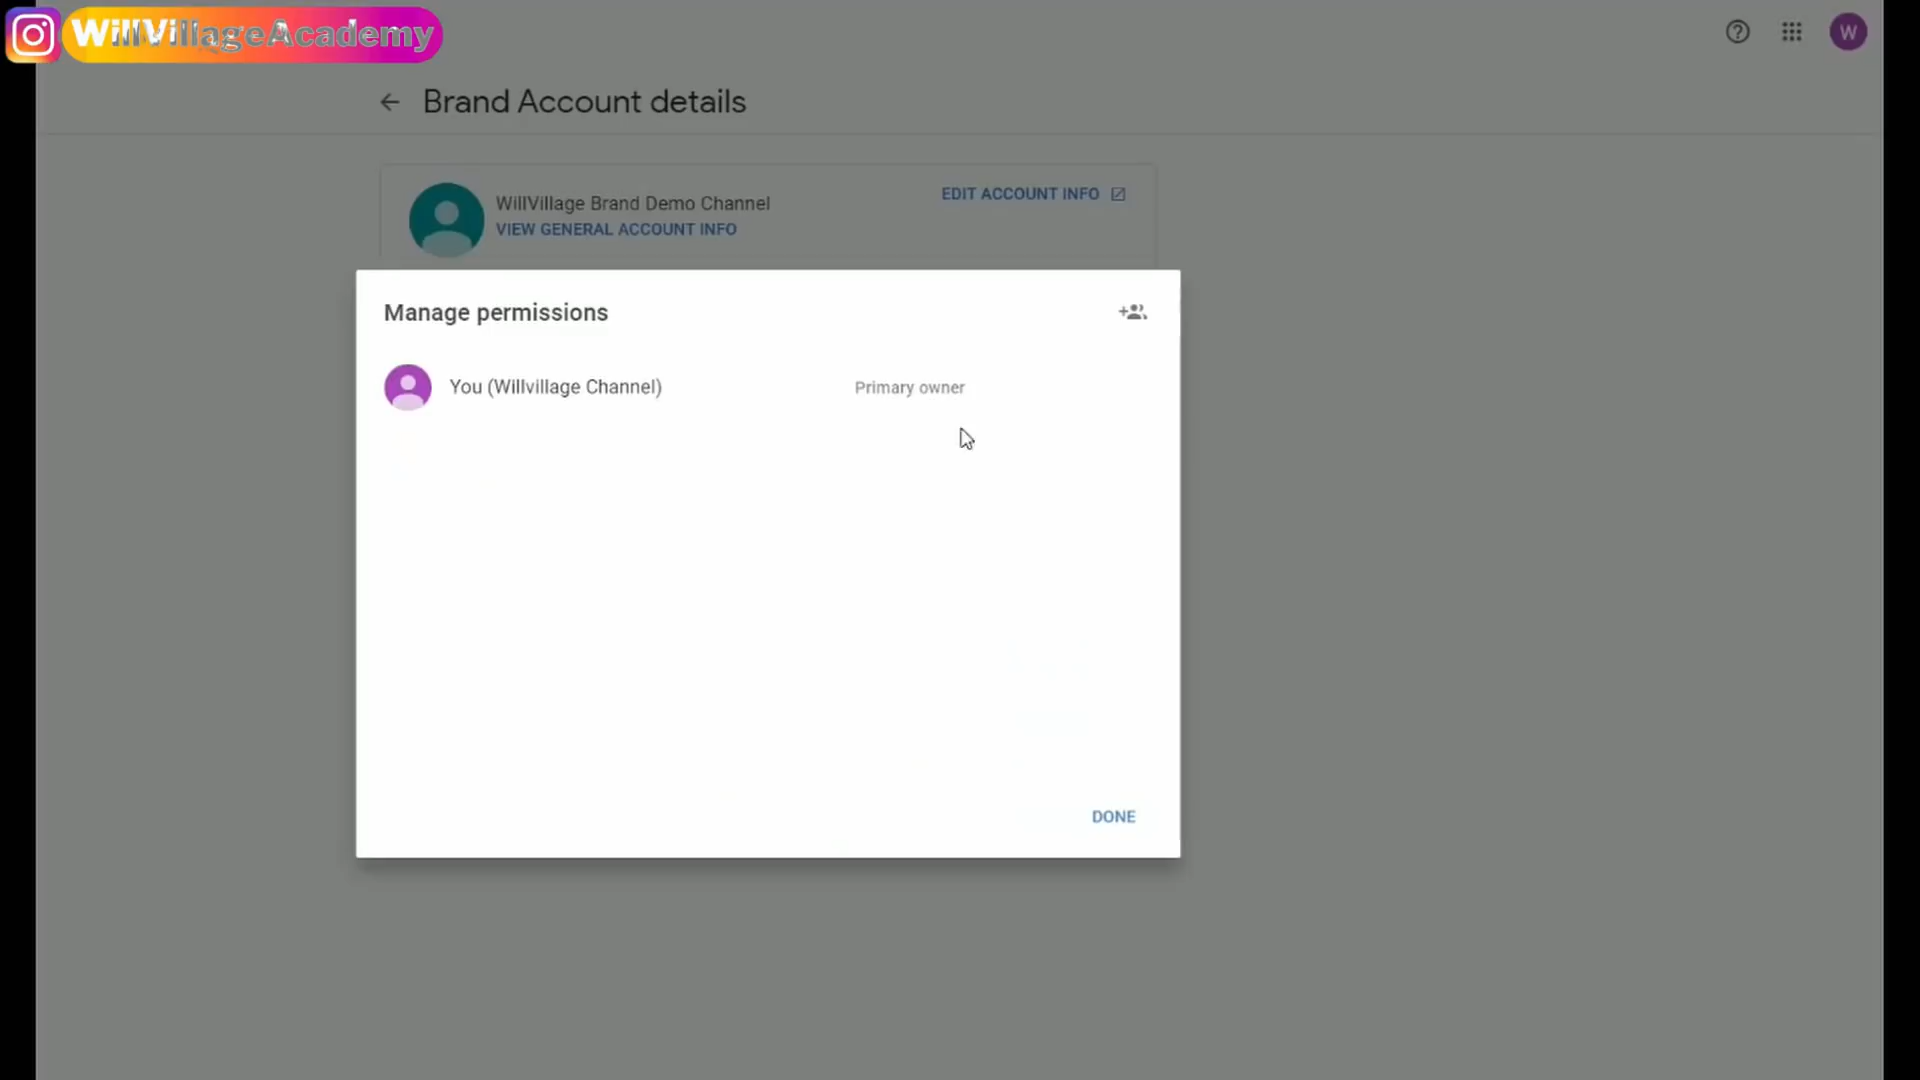 WillVillageAcademy
W
Brand Account details
WillVillage Brand Demo Channel
EDIT ACCOUNT INFO
VIEW GENERAL ACCOUNT INFO
Manage permissions
You (Willvillage Channel)
Primary owner
DONE